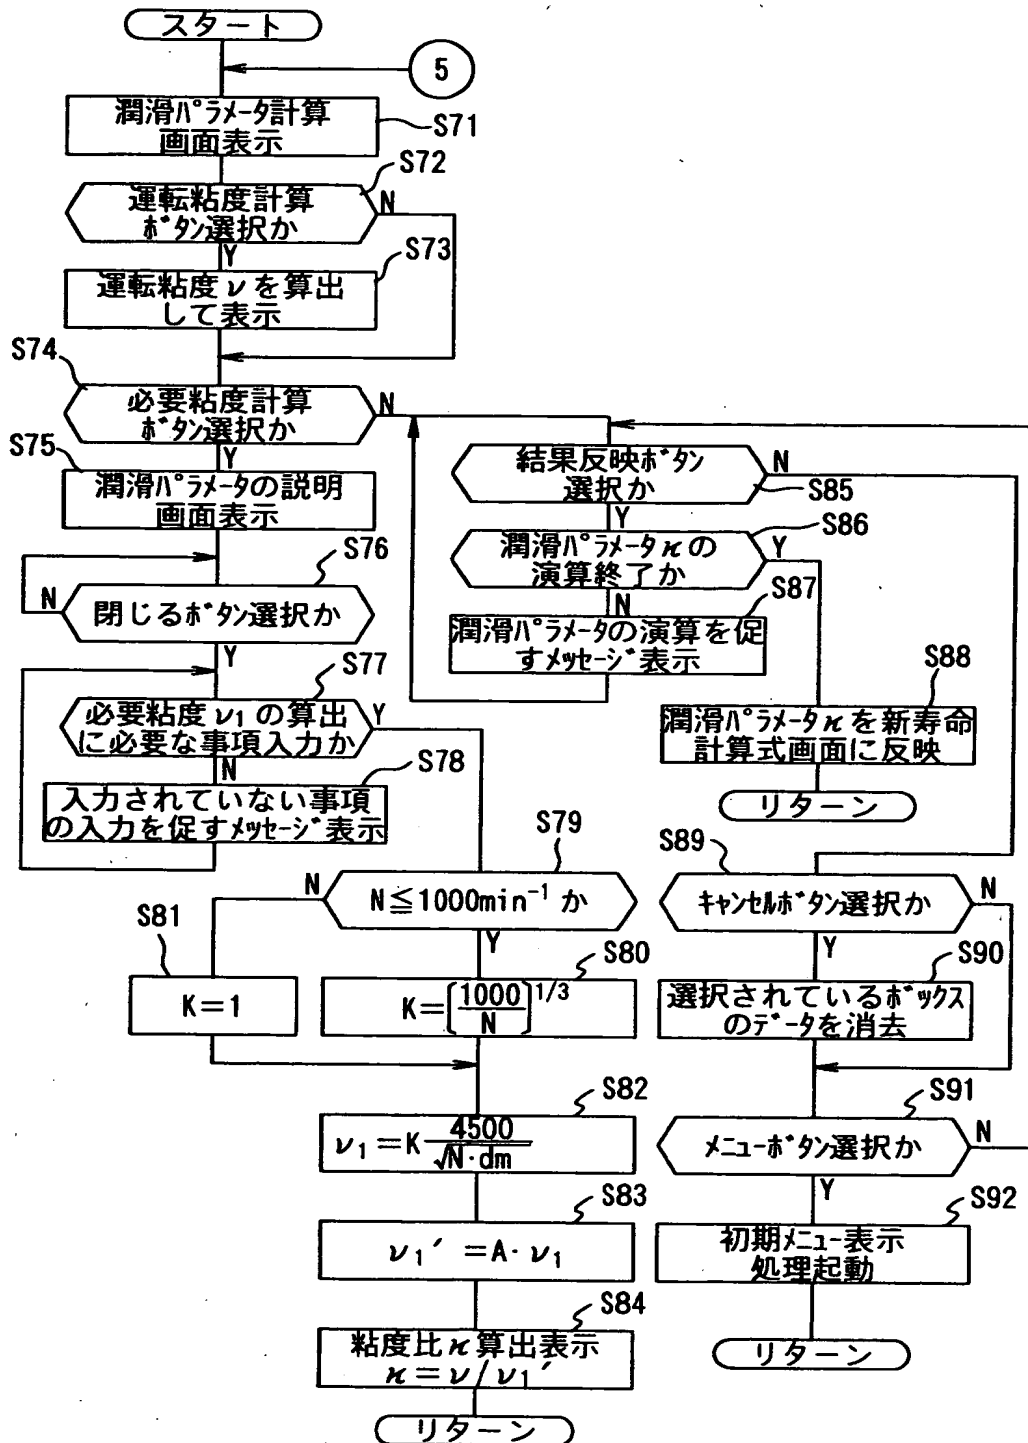 スタート
5
潤滑パラメータ計算
画面表示
S71
S72
運転粘度計算
ボタン選択か
N
Y
S73
運転粘度νを算出
して表示
S74
必要粘度計算
ボタン選択か
N
Y
S75
潤滑パラメータの説明
画面表示
S76
閉じるボタン選択か
N
Y
S77
必要粘度ν1の算出
に必要な事項入力か
Y
N
S78
入力されていない事項
の入力を促すメッセージ表示
S79
N≦1000min⁻¹か
N
Y
S81
K=1
S80
K=[1000/N]^1/3
S82
ν1=K 4500/√N·dm
S83
ν1′=A·ν1
S84
粘度比κ算出表示
κ=ν/ν1′
リターン
結果反映ボタン
選択か
N
S85
Y
S86
潤滑パラメータκの
演算終了か
Y
N
S87
潤滑パラメータの演算を促
すメッセージ表示
S88
潤滑パラメータκを新寿命
計算式画面に反映
リターン
S89
キャンセルボタン選択か
N
Y
S90
選択されているボックス
のデータを消去
S91
メニューボタン選択か
N
Y
S92
初期メニュー表示
処理起動
リターン